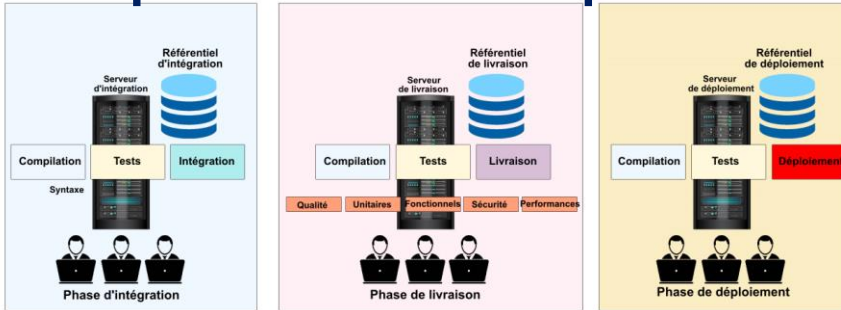 Référentiel
d'intégration
Serveur
d'intégration
Compilation
Tests
Intégration
Syntaxe
Phase d'intégration
Référentiel
de livraison
Serveur
de livraison
Compilation
Tests
Livraison
Qualité
Unitaires
Fonctionnels
Sécurité
Performances
Phase de livraison
Référentiel
de déploiement
Serveur
de déploiement
Compilation
Tests
Déploiement
Phase de déploiement